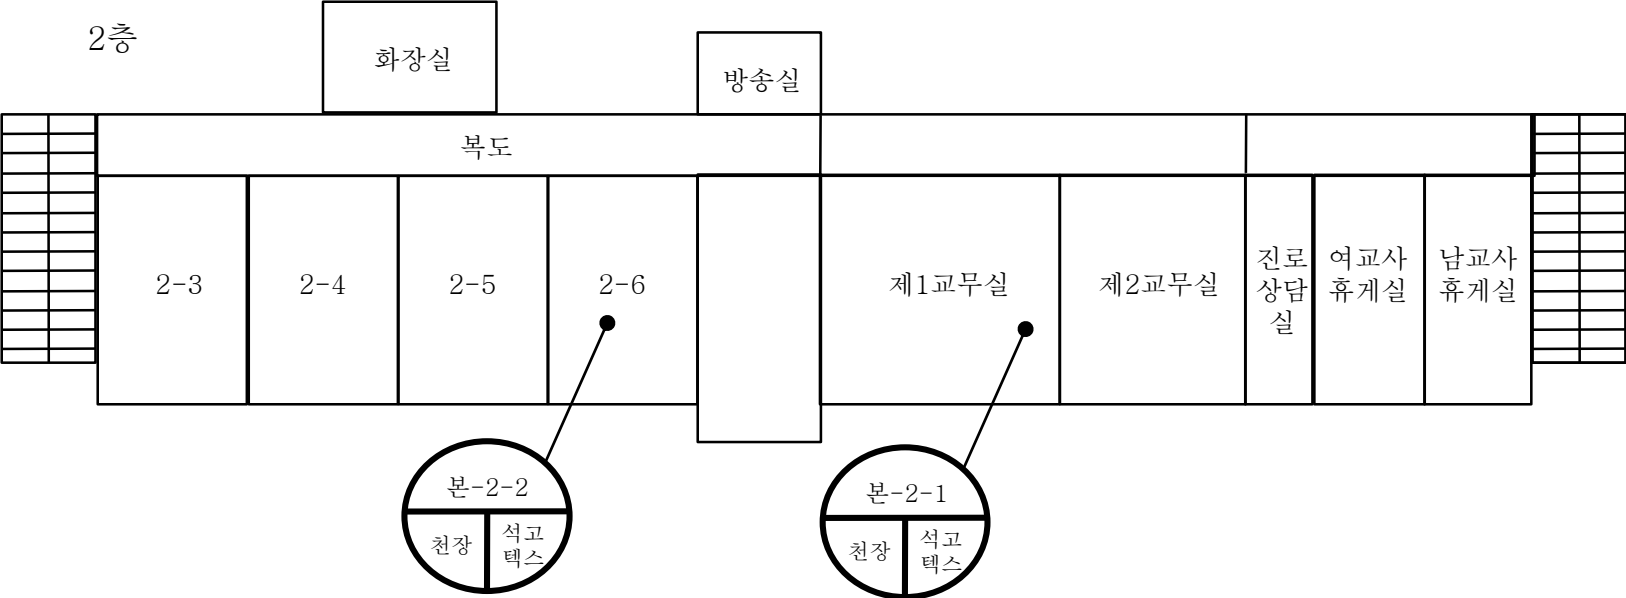 2층
화장실
방송실
복도
2-3
2-4
2-5
2-6
제1교무실
제2교무실
진로
상담
실
여교사
휴게실
남교사
휴게실
본-2-2
천장
석고
텍스
본-2-1
천장
석고
텍스